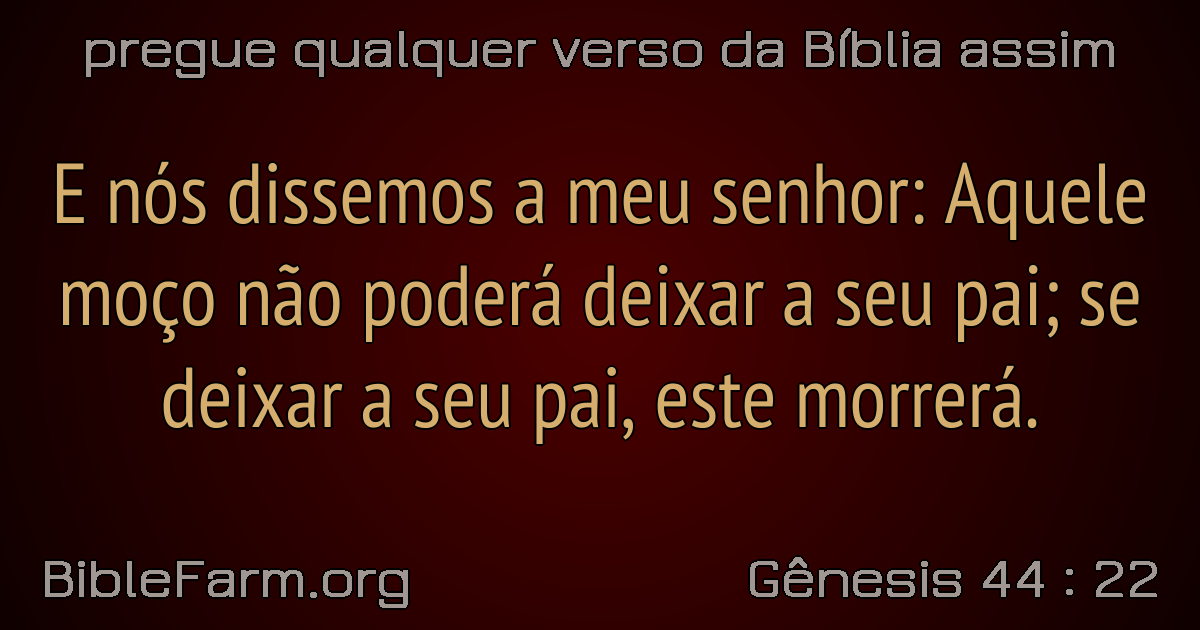 pregue qualquer verso da Bíblia assim
E nós dissemos a meu senhor: Aquele
moço não poderá deixar a seu pai; se
deixar a seu pai, este morrerá.
BibleFarm.org
Gênesis 44 : 22